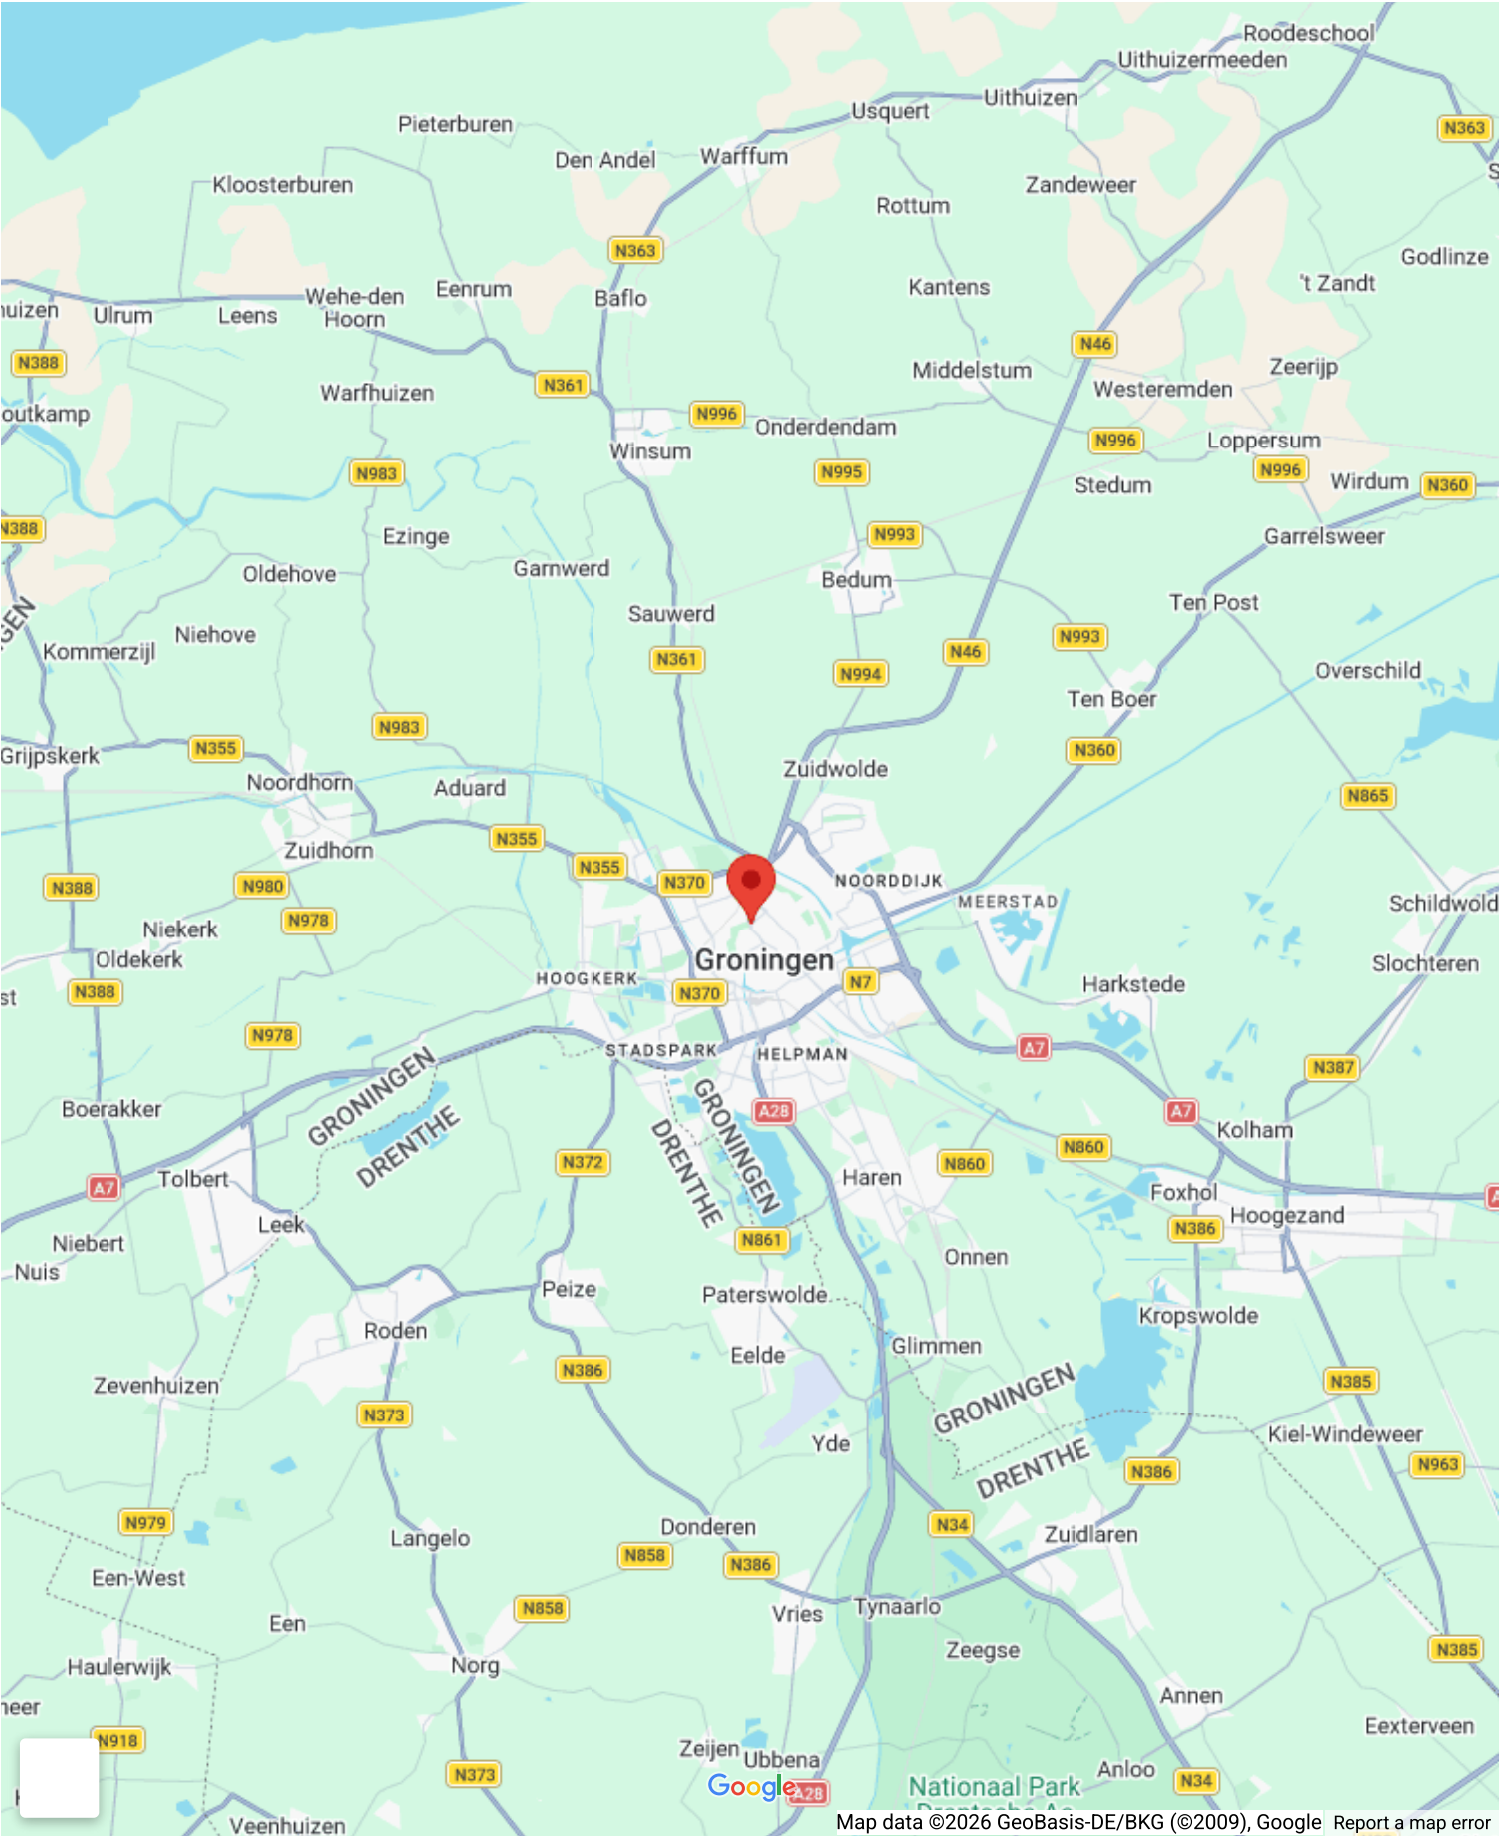 Roodeschool
Uithuizermeeden
Uithuizen
Usquert
N363
Pieterburen
Den Andel
Warffum
Kloosterburen
Zandeweer
Rottum
N363
Godlinze
't Zandt
Kantens
Eenrum
Wehe-den
Hoorn
Baflo
Ulrum
Leens
N46
N388
Zeerijp
Middelstum
N361
Westeremden
Warfhuizen
N996
Onderdendam
N996
Loppersum
Winsum
N983
N995
N996
Stedum
Wirdum
N360
N388
Ezinge
N993
Garrelsweer
Garnwerd
Oldehove
Bedum
Ten Post
Sauwerd
Niehove
N993
Kommerzijl
N361
N46
N994
Overschild
Ten Boer
N983
N355
N360
Grijpskerk
Zuidwolde
Noordhorn
Aduard
N865
N355
Zuidhorn
N355
N388
N980
N370
NOORDDIJK
MEERSTAD
Schildwold
N978
Niekerk
Oldekerk
Groningen
Slochteren
HOOGKERK
N7
Harkstede
N388
N370
N978
STADSPARK
HELPMAN
A7
N387
GRONINGEN
DRENTHE
Boerakker
GRONINGEN
DRENTHE
A28
A7
Kolham
N860
N372
N860
A7
Tolbert
Haren
Foxhol
Hoogezand
Leek
N386
Niebert
N861
Onnen
Nuis
Peize
Paterswolde
Kropswolde
Roden
Glimmen
Eelde
N386
Zevenhuizen
N385
GRONINGEN
DRENTHE
N373
Kiel-Windeweer
Yde
N963
N386
N979
Langelo
Donderen
N34
Zuidlaren
N858
N386
Een-West
N858
Vries
Tynaarlo
Een
Zeegse
N385
Haulerwijk
Norg
Annen
Eexterveen
N918
Zeijen
Ubbena
Anloo
N373
Google
A28
Nationaal Park
N34
Veenhuizen
Map data ©2026 GeoBasis-DE/BKG (©2009), Google
Report a map error